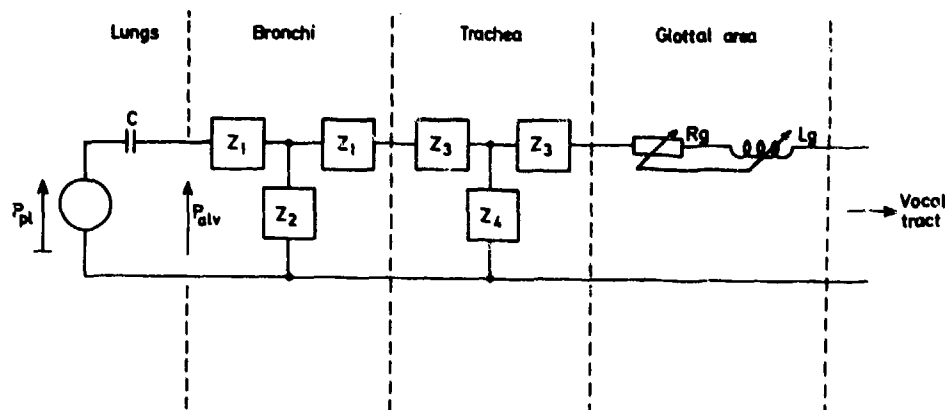 Lungs Bronchi Trachea Glottal area
C
Z1 Z1 Z3 Z3 Rg Lg
Ppl Palv Z2 Z4 Vocal
tract